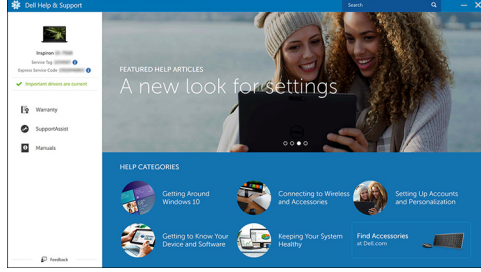 Dell Help & Support
Search
Inspiron
Service Tag
Express Service Code
Important drivers are current
Warranty
SupportAssist
Manuals
Feedback
FEATURED HELP ARTICLES
A new look for settings
HELP CATEGORIES
Getting Around
Windows 10
Connecting to Wireless
and Accessories
Setting Up Accounts
and Personalization
Getting to Know Your
Device and Software
Keeping Your System
Healthy
Find Accessories
at Dell.com